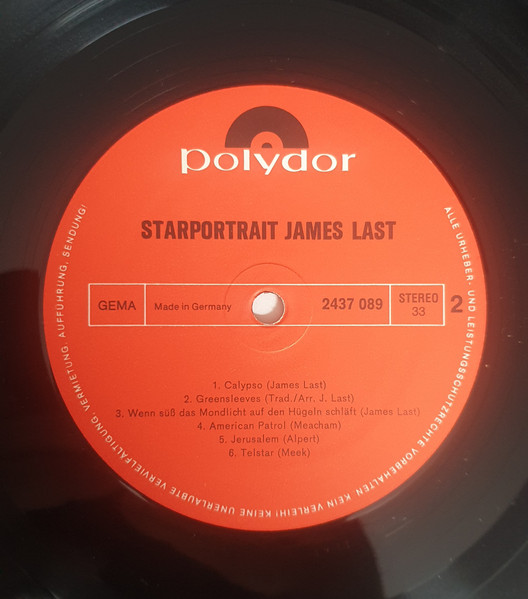 polydor
STARPORTRAIT JAMES LAST
GEMA
Made in Germany
2437 089
STEREO
33
2
1. Calypso (James Last)
2. Greensleeves (Trad./Arr. J. Last)
3. Wenn süß das Mondlicht auf den Hügeln schläft (James Last)
4. American Patrol (Meacham)
5. Jerusalem (Alpert)
6. Telstar (Meek)
ALLE URHEBER- UND LEISTUNGSSCHUTZRECHTE VORBEHALTEN. KEIN VERLEIH! KEINE UNERLAUBTE VERVIELFÄLTIGUNG, VERMIETUNG, AUFFÜHRUNG, SENDUNG!